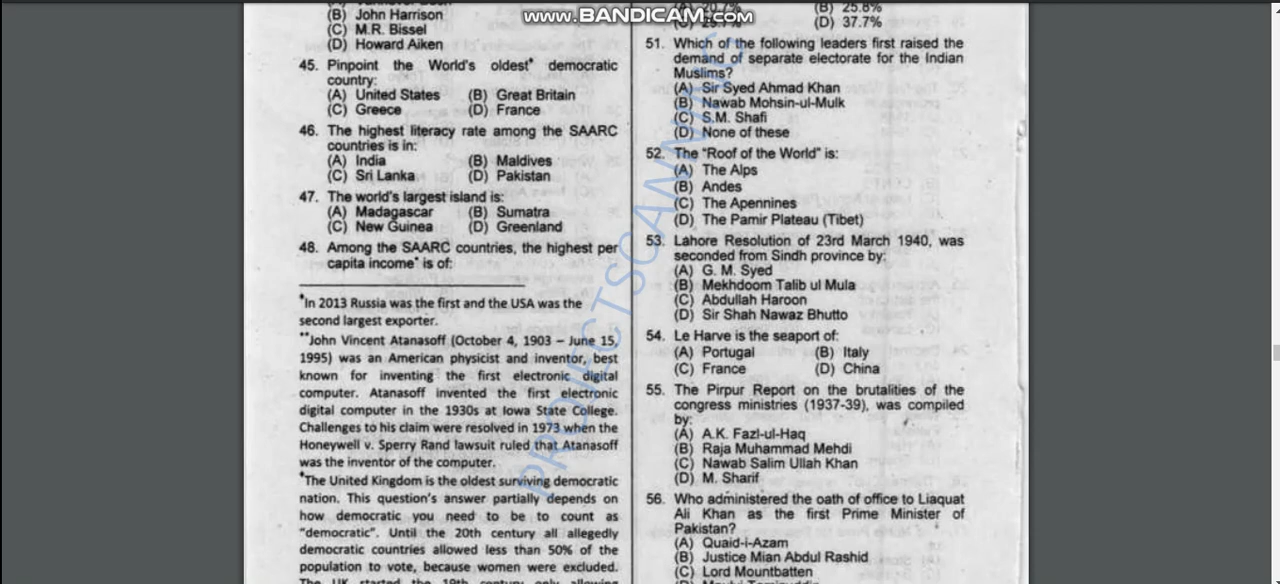 www.BANDICAM.com
(B) John Harrison
(C) M.R. Bissel
(D) Howard Aiken
45. Pinpoint the World's oldest* democratic
country:
(A) United States (B) Great Britain
(C) Greece (D) France
46. The highest literacy rate among the SAARC
countries is in:
(A) India (B) Maldives
(C) Sri Lanka (D) Pakistan
47. The world's largest island is:
(A) Madagascar (B) Sumatra
(C) New Guinea (D) Greenland
48. Among the SAARC countries, the highest per
capita income* is of:
*In 2013 Russia was the first and the USA was the
second largest exporter.
**John Vincent Atanasoff (October 4, 1903 – June 15,
1995) was an American physicist and inventor, best
known for inventing the first electronic digital
computer. Atanasoff invented the first electronic
digital computer in the 1930s at Iowa State College.
Challenges to his claim were resolved in 1973 when the
Honeywell v. Sperry Rand lawsuit ruled that Atanasoff
was the inventor of the computer.
*The United Kingdom is the oldest surviving democratic
nation. This question's answer partially depends on
how democratic you need to be to count as
"democratic". Until the 20th century all allegedly
democratic countries allowed less than 50% of the
population to vote, because women were excluded.
The UK started the 19th century only allowing
(A) 20.7% (B) 25.8%
(D) 37.7%
51. Which of the following leaders first raised the
demand of separate electorate for the Indian
Muslims?
(A) Sir Syed Ahmad Khan
(B) Nawab Mohsin-ul-Mulk
(C) S.M. Shafi
(D) None of these
52. The "Roof of the World" is:
(A) The Alps
(B) Andes
(C) The Apennines
(D) The Pamir Plateau (Tibet)
53. Lahore Resolution of 23rd March 1940, was
seconded from Sindh province by:
(A) G. M. Syed
(B) Mekhdoom Talib ul Mula
(C) Abdullah Haroon
(D) Sir Shah Nawaz Bhutto
54. Le Harve is the seaport of:
(A) Portugal (B) Italy
(C) France (D) China
55. The Pirpur Report on the brutalities of the
congress ministries (1937-39), was compiled
by:
(A) A.K. Fazl-ul-Haq
(B) Raja Muhammad Mehdi
(C) Nawab Salim Ullah Khan
(D) M. Sharif
56. Who administered the oath of office to Liaquat
Ali Khan as the first Prime Minister of
Pakistan?
(A) Quaid-i-Azam
(B) Justice Mian Abdul Rashid
(C) Lord Mountbatten
PROJECTSCANNING